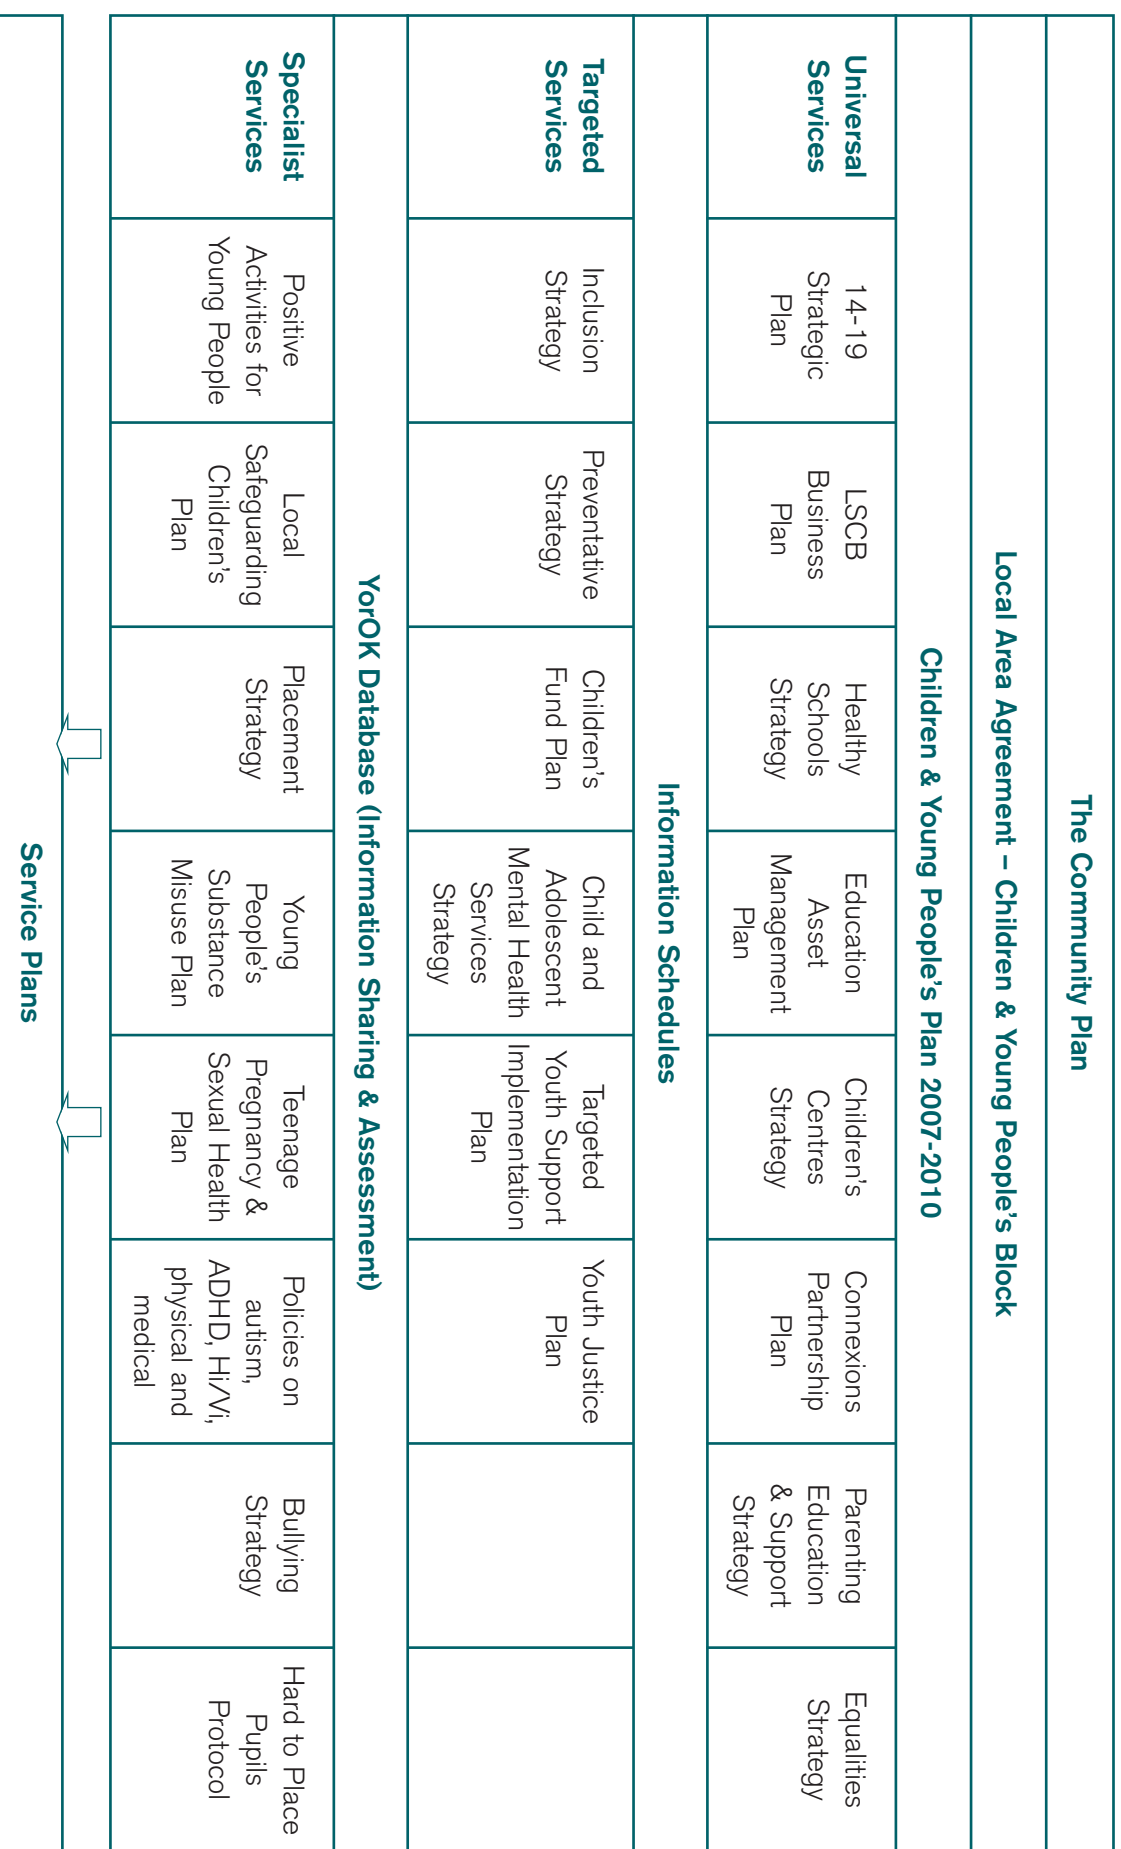 The Community Plan
Local Area Agreement – Children & Young People's Block
Children & Young People's Plan 2007-2010
Universal
Services
14-19
Strategic
Plan
LSCB
Business
Plan
Healthy
Schools
Strategy
Education
Asset
Management
Plan
Children's
Centres
Strategy
Connexions
Partnership
Plan
Parenting
Education
& Support
Strategy
Equalities
Strategy
Information Schedules
Targeted
Services
Inclusion
Strategy
Preventative
Strategy
Children's
Fund Plan
Child and
Adolescent
Mental Health
Services
Strategy
Targeted
Youth Support
Implementation
Plan
Youth Justice
Plan
YorOK Database (Information Sharing & Assessment)
Specialist
Services
Positive
Activities for
Young People
Local
Safeguarding
Children's
Plan
Placement
Strategy
Young
People's
Substance
Misuse Plan
Teenage
Pregnancy &
Sexual Health
Plan
Policies on
autism,
ADHD, Hi/Vi,
physical and
medical
Bullying
Strategy
Hard to Place
Pupils
Protocol
Service Plans